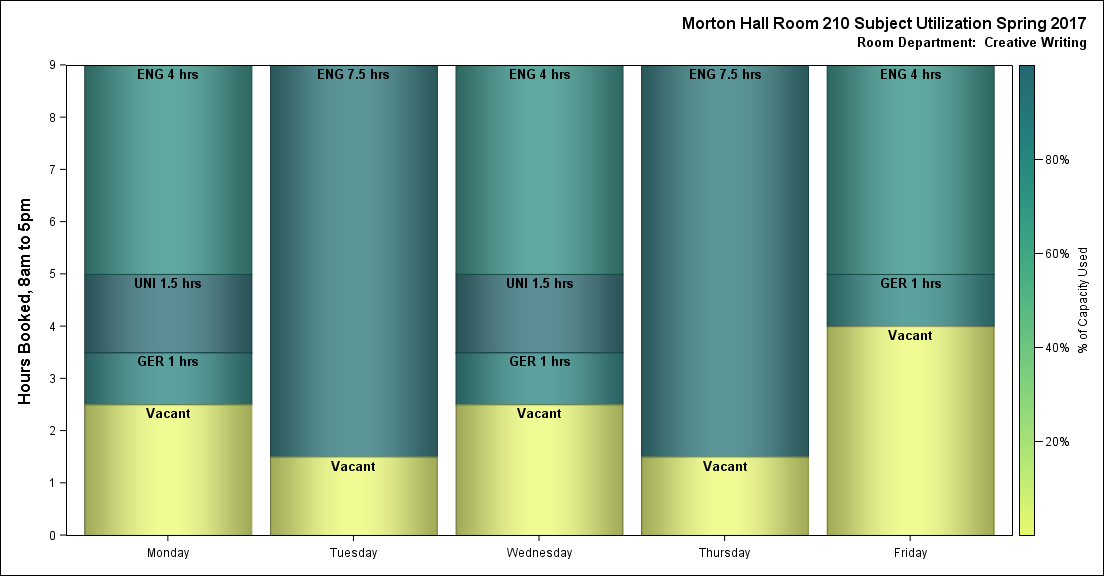 Morton Hall Room 210 Subject Utilization Spring 2017
Room Department: Creative Writing
Hours Booked, 8am to 5pm
9
8
7
6
5
4
3
2
1
0
ENG 4 hrs
UNI 1.5 hrs
GER 1 hrs
Vacant
ENG 7.5 hrs
Vacant
ENG 4 hrs
UNI 1.5 hrs
GER 1 hrs
Vacant
ENG 7.5 hrs
Vacant
ENG 4 hrs
GER 1 hrs
Vacant
Monday
Tuesday
Wednesday
Thursday
Friday
80%
60%
40%
20%
% of Capacity Used